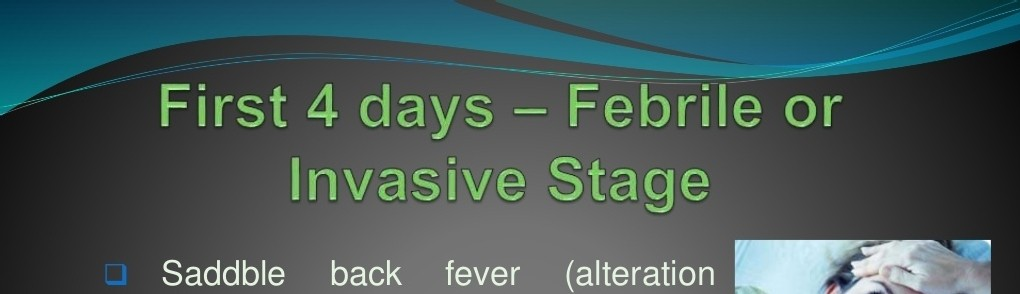 First 4 days – Febrile or
Invasive Stage
Saddble back fever (alteration